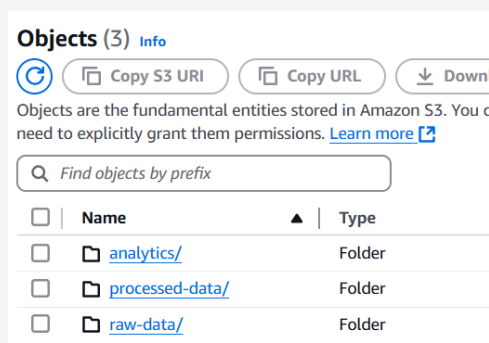 Objects (3) Info
Copy S3 URI Copy URL
Objects are the fundamental entities stored in Amazon S3. You
need to explicitly grant them permissions. Learn more
Find objects by prefix
Name Type
analytics/ Folder
processed-data/ Folder
raw-data/ Folder